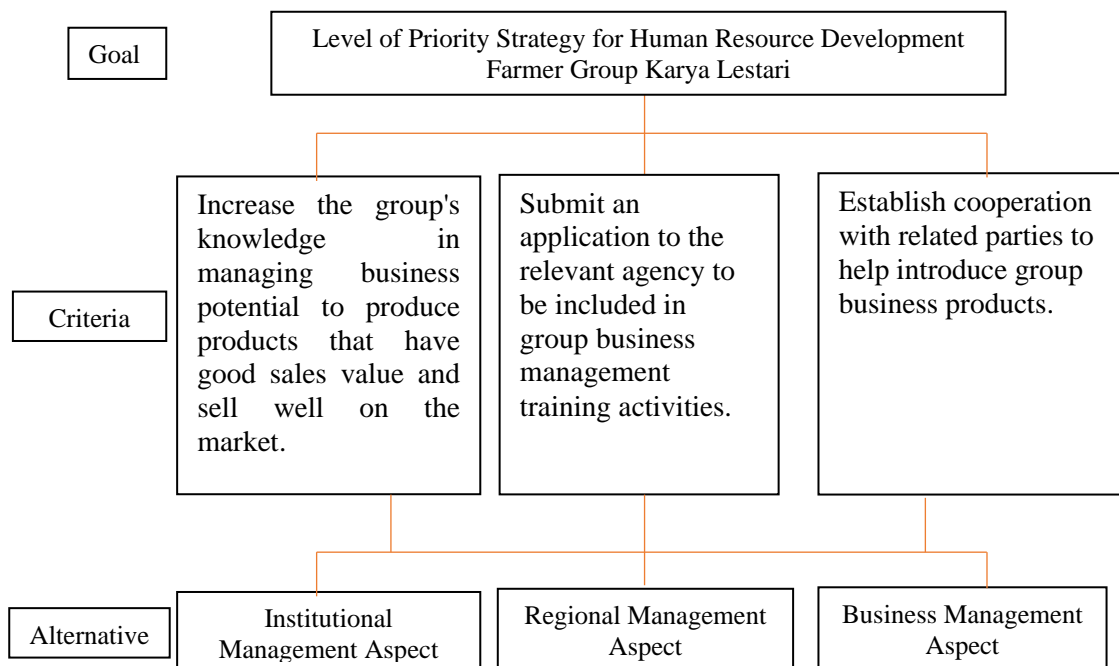 Goal
Level of Priority Strategy for Human Resource Development
Farmer Group Karya Lestari
Criteria
Increase the group's
knowledge in
managing business
potential to produce
products that have
good sales value and
sell well on the
market.
Submit an
application to the
relevant agency to
be included in
group business
management
training activities.
Establish cooperation
with related parties to
help introduce group
business products.
Alternative
Institutional
Management Aspect
Regional Management
Aspect
Business Management
Aspect